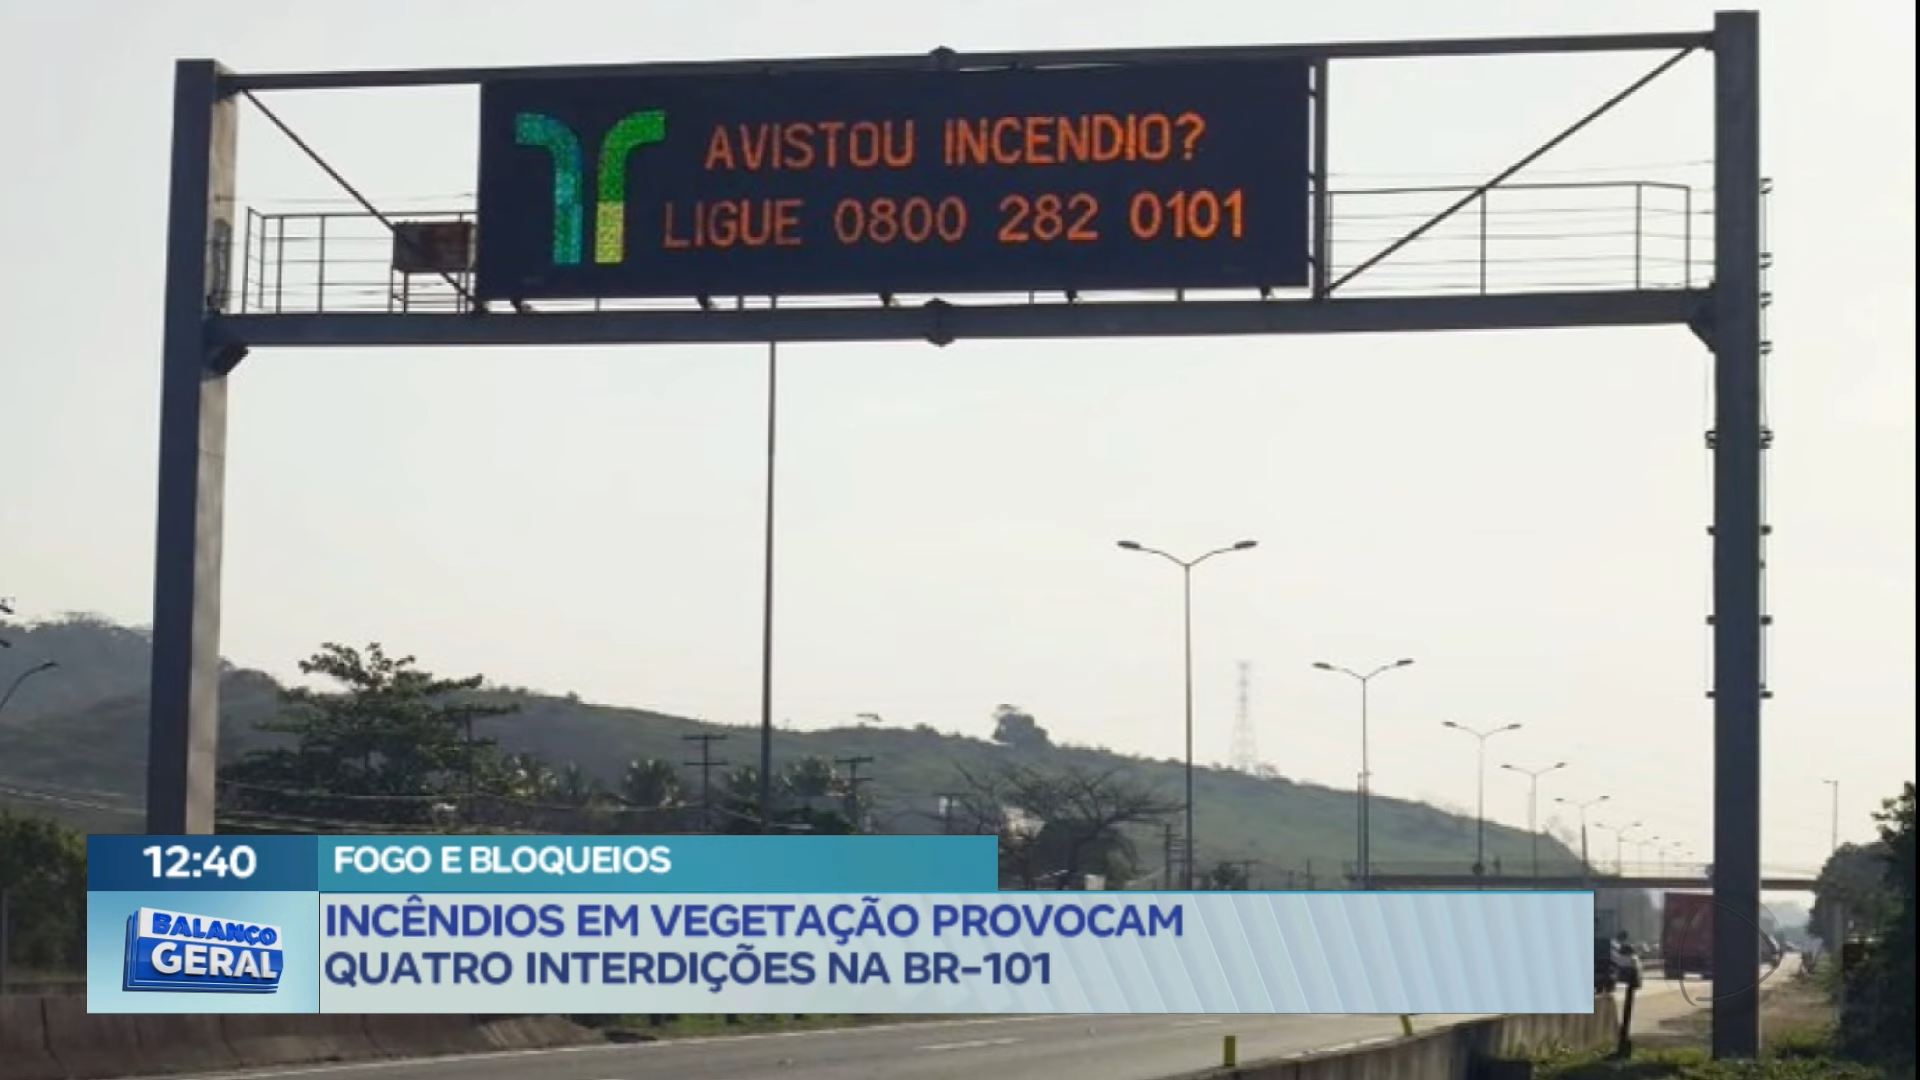 AVISTOU INCENDIO?
LIGUE 0800 282 0101
12:40
FOGO E BLOQUEIOS
BALANÇO
GERAL
INCÊNDIOS EM VEGETAÇÃO PROVOCAM
QUATRO INTERDIÇÕES NA BR-101